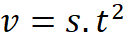 v = s.t²